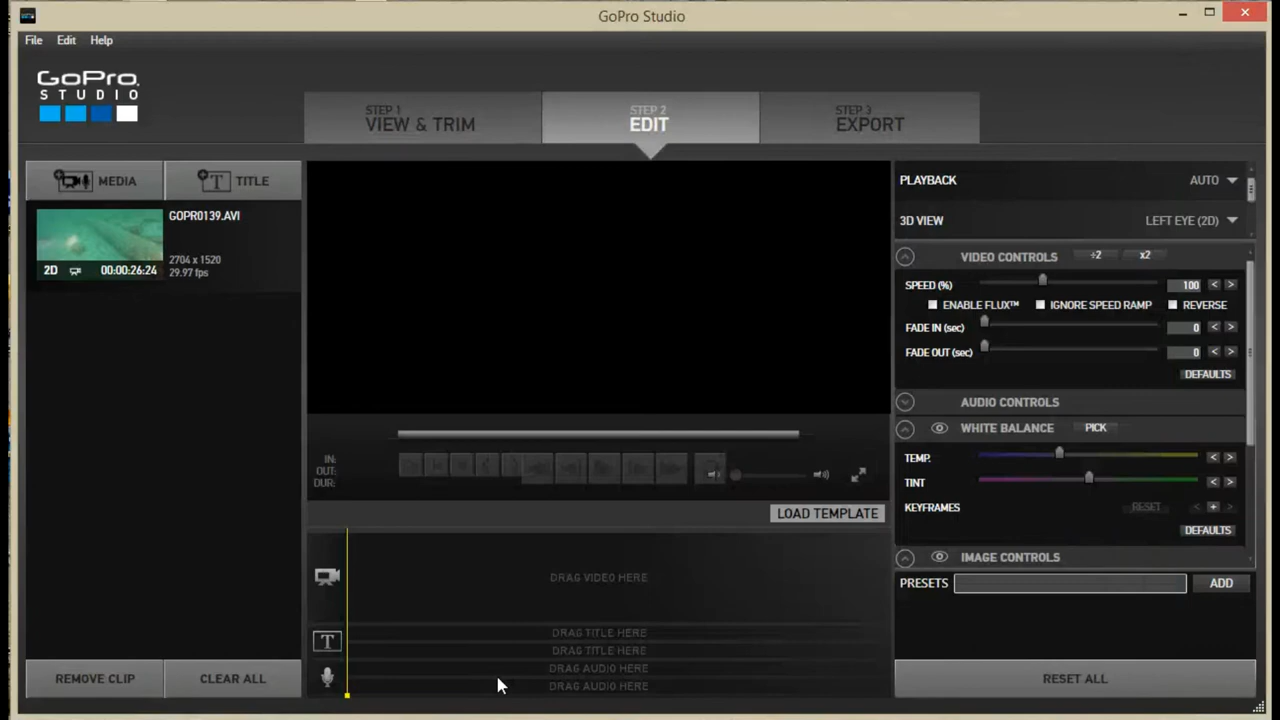 GoPro Studio
File Edit Help
GoPro.
STUDIO
STEP 1
VIEW & TRIM
STEP 2
EDIT
STEP 3
EXPORT
MEDIA
TITLE
GOPR0139.AVI
2704 x 1520
29.97 fps
2D 00:00:26:24
REMOVE CLIP
CLEAR ALL
IN:
OUT:
DUR:
LOAD TEMPLATE
DRAG VIDEO HERE
T
DRAG TITLE HERE
DRAG TITLE HERE
DRAG AUDIO HERE
DRAG AUDIO HERE
PLAYBACK AUTO
3D VIEW LEFT EYE (2D)
VIDEO CONTROLS ÷2 x2
SPEED (%) 100 < >
ENABLE FLUX™ IGNORE SPEED RAMP REVERSE
FADE IN (sec) 0 < >
FADE OUT (sec) 0 < >
DEFAULTS
AUDIO CONTROLS
WHITE BALANCE PICK
TEMP. < >
TINT < >
KEYFRAMES RESET < + >
DEFAULTS
IMAGE CONTROLS
PRESETS ADD
RESET ALL